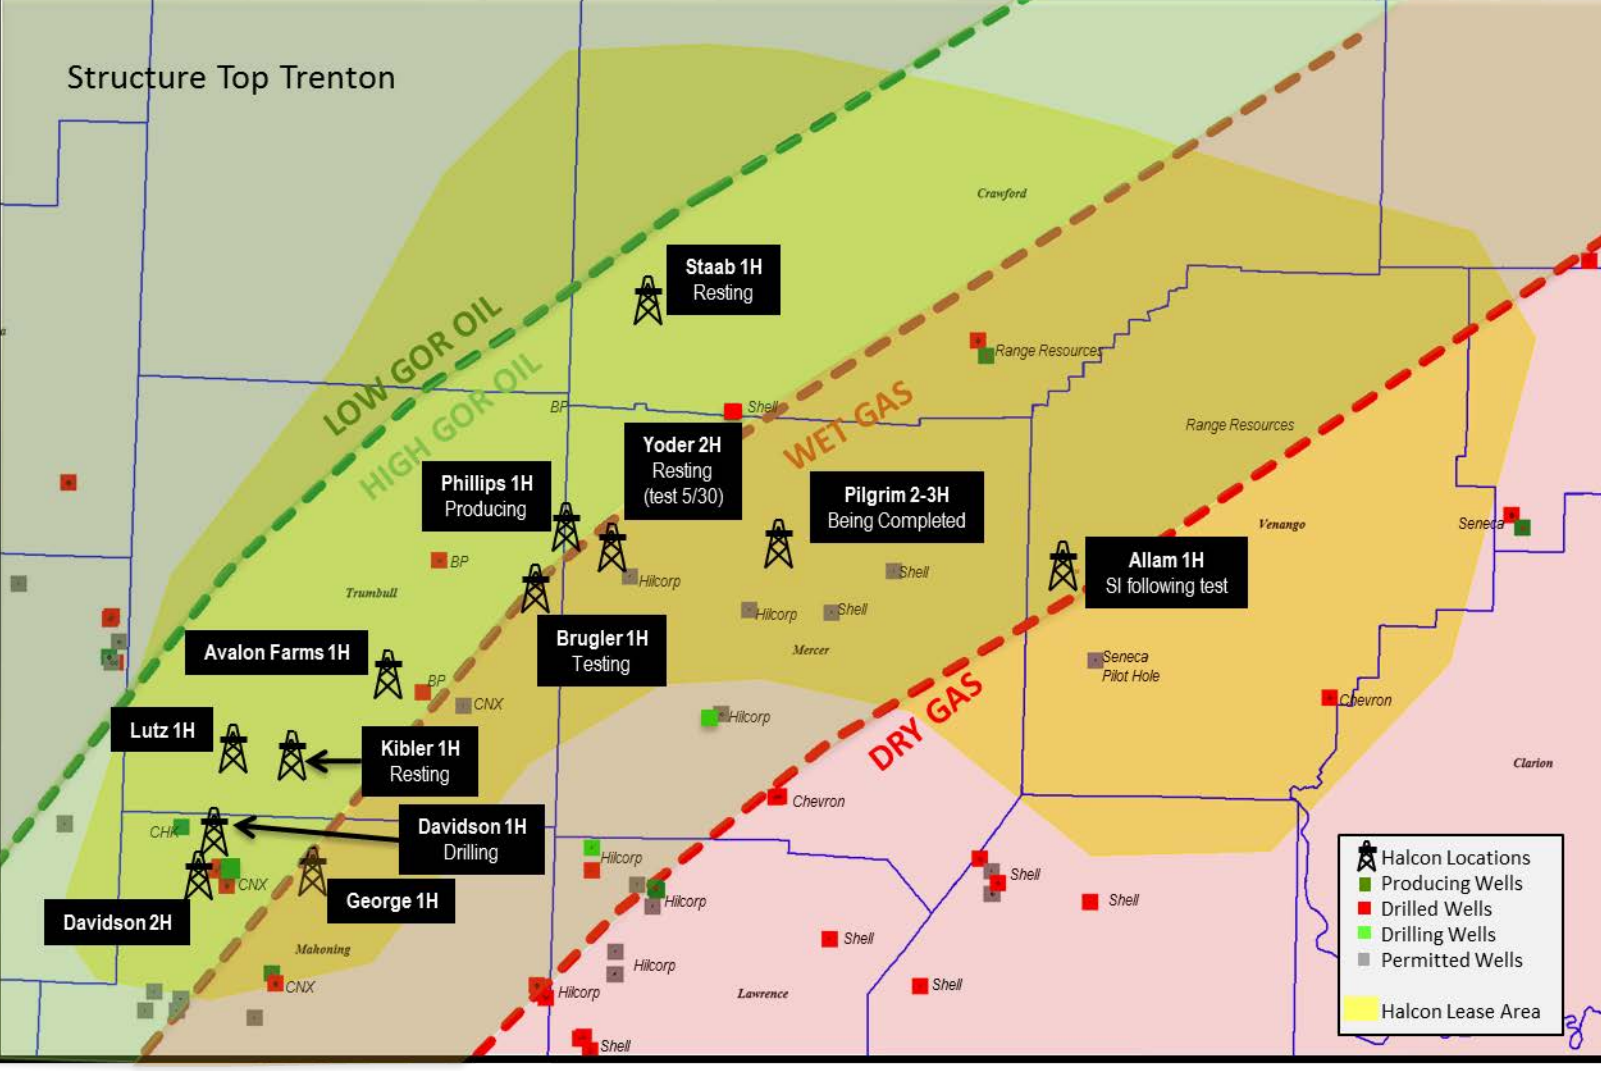 Structure Top Trenton
Crawford
Staab 1H
Resting
LOW GOR OIL
HIGH GOR OIL
Range Resources
BP
Shell
WET GAS
Range Resources
Yoder 2H
Resting
(test 5/30)
Phillips 1H
Producing
Pilgrim 2-3H
Being Completed
Venango
Seneca
BP
Hilcorp
Shell
Allam 1H
SI following test
Trumbull
Hilcorp
Shell
Brugler 1H
Testing
Mercer
Avalon Farms 1H
Seneca
Pilot Hole
BP
CNX
Chevron
Hilcorp
DRY GAS
Lutz 1H
Kibler 1H
Resting
Clarion
Chevron
CHK
Davidson 1H
Drilling
Hilcorp
Shell
CNX
George 1H
Hilcorp
Shell
Davidson 2H
Mahoning
Shell
Hilcorp
CNX
Hilcorp
Lawrence
Shell
Shell
Halcon Locations
Producing Wells
Drilled Wells
Drilling Wells
Permitted Wells
Halcon Lease Area